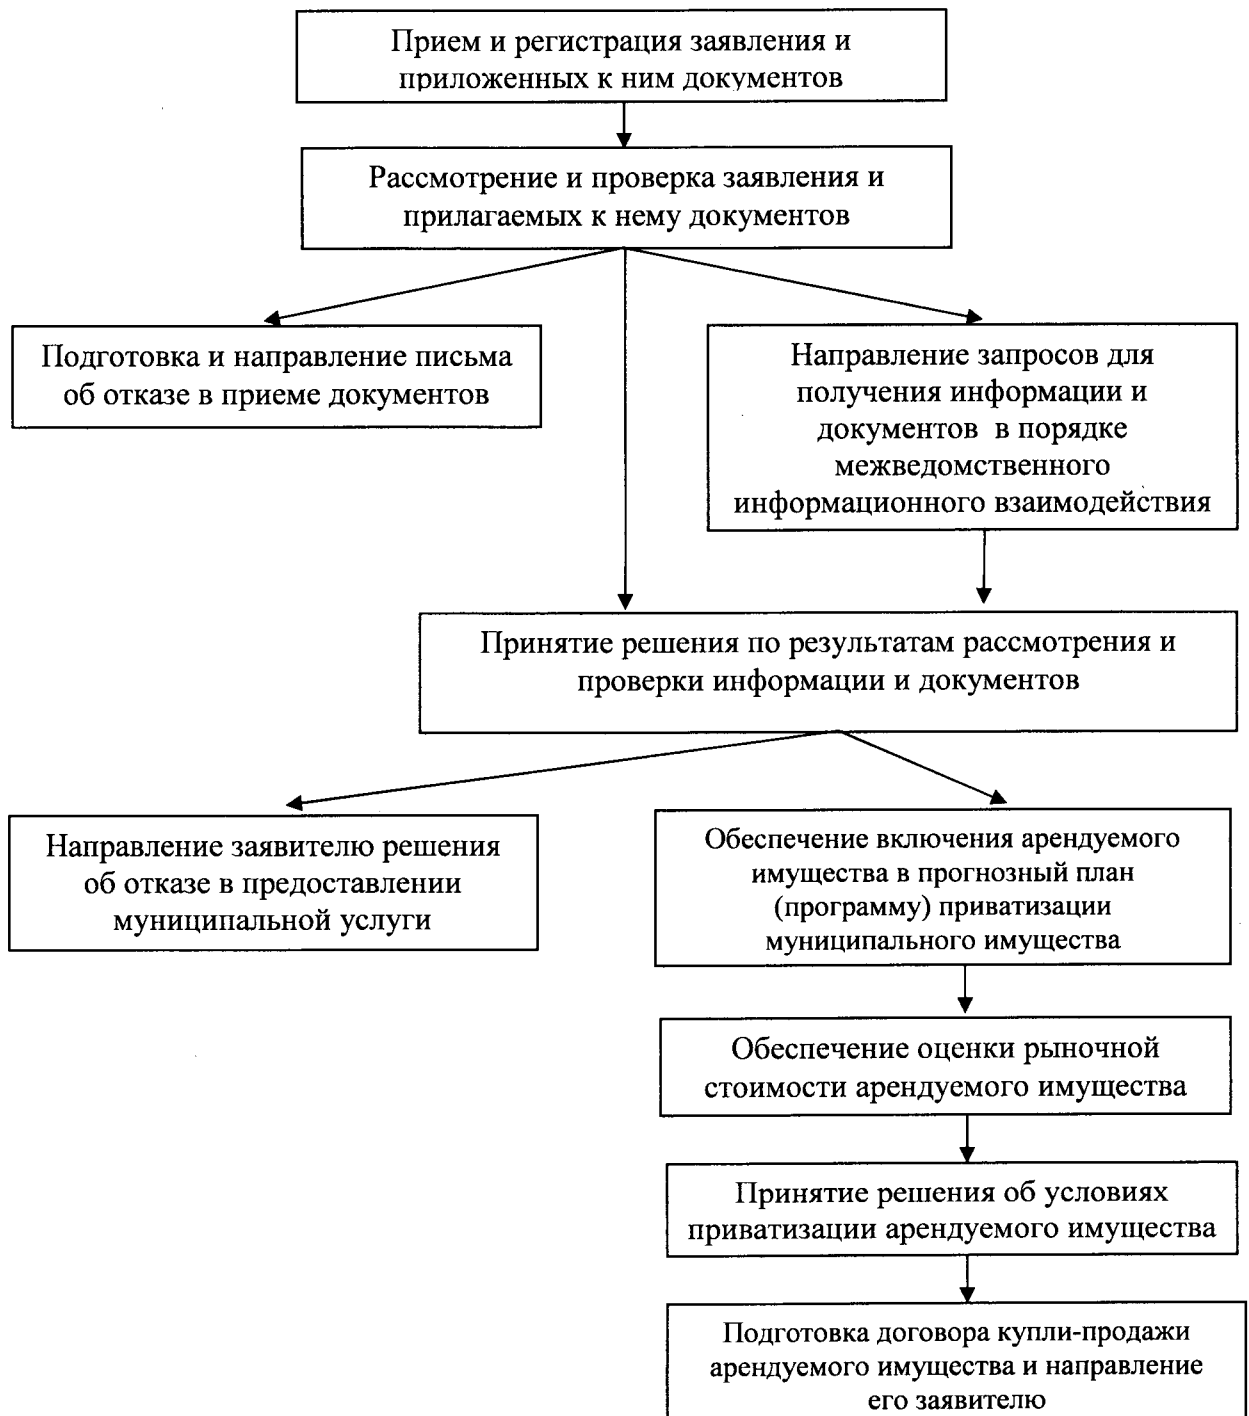 Прием и регистрация заявления и
приложенных к ним документов
Рассмотрение и проверка заявления и
прилагаемых к нему документов
Подготовка и направление письма
об отказе в приеме документов
Направление запросов для
получения информации и
документов в порядке
межведомственного
информационного взаимодействия
Принятие решения по результатам рассмотрения и
проверки информации и документов
Направление заявителю решения
об отказе в предоставлении
муниципальной услуги
Обеспечение включения арендуемого
имущества в прогнозный план
(программу) приватизации
муниципального имущества
Обеспечение оценки рыночной
стоимости арендуемого имущества
Принятие решения об условиях
приватизации арендуемого имущества
Подготовка договора купли-продажи
арендуемого имущества и направление
его заявителю